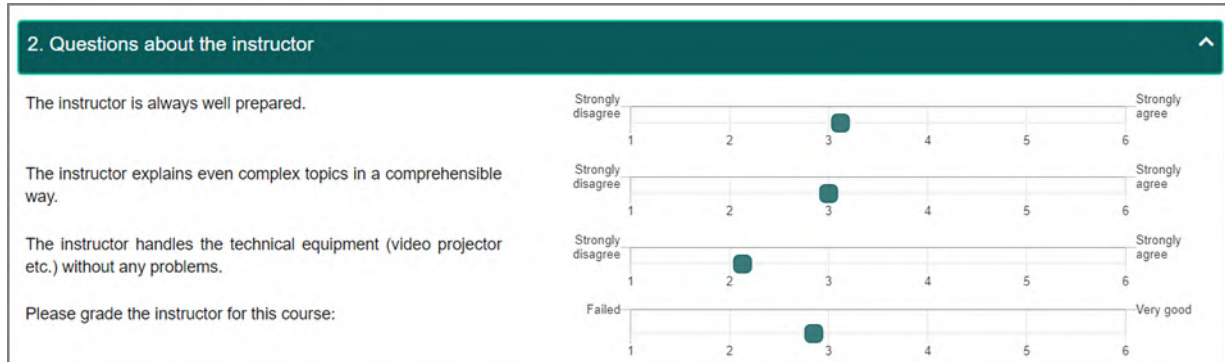 2. Questions about the instructor
The instructor is always well prepared.
Strongly
disagree
Strongly
agree
1 2 3 4 5 6
The instructor explains even complex topics in a comprehensible
way.
Strongly
disagree
Strongly
agree
1 2 3 4 5 6
The instructor handles the technical equipment (video projector
etc.) without any problems.
Strongly
disagree
Strongly
agree
1 2 3 4 5 6
Please grade the instructor for this course:
Failed
Very good
1 2 3 4 5 6